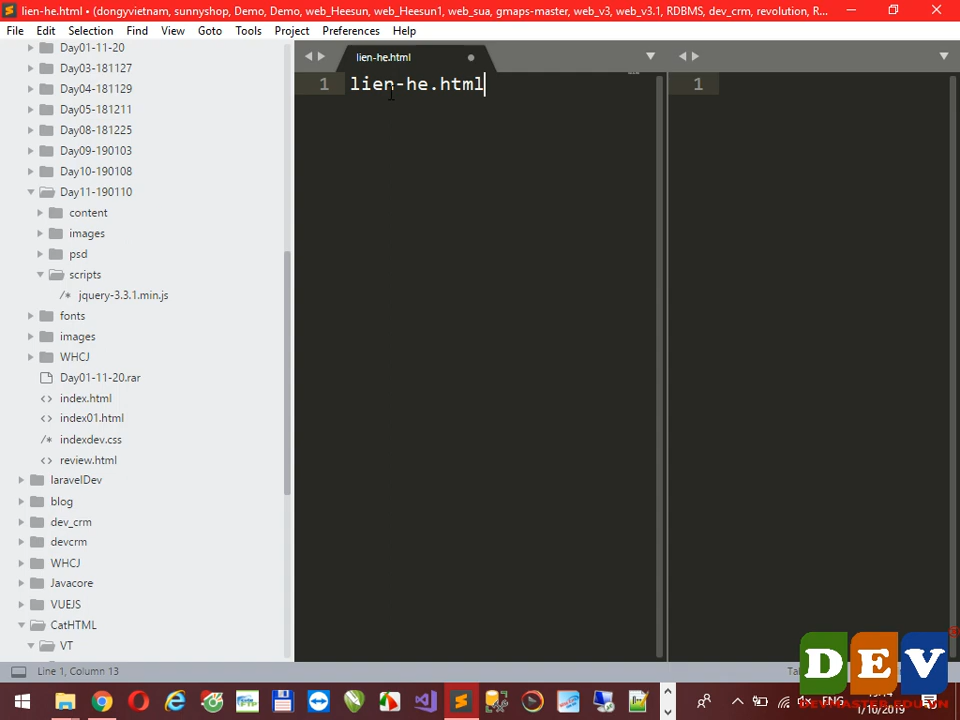 lien-he.html • (dongyvietnam, sunnyshop, Demo, Demo, web_Heesun, web_Heesun1, web_sua, gmaps-master, web_v3, web_v3.1, RDBMS, dev_crm, revolution, R...
File Edit Selection Find View Goto Tools Project Preferences Help
Day01-11-20
Day03-181127
Day04-181129
Day05-181211
Day08-181225
Day09-190103
Day10-190108
Day11-190110
content
images
psd
scripts
/* jquery-3.3.1.min.js
fonts
images
WHCJ
Day01-11-20.rar
<> index.html
<> index01.html
/* indexdev.css
<> review.html
laravelDev
blog
dev_crm
devcrm
WHCJ
Javacore
VUEJS
CatHTML
VT
lien-he.html
1 lien-he.html
1
Line 1, Column 13
DEV
DEVMASTER.EDU.VN
ENG
1/10/2019